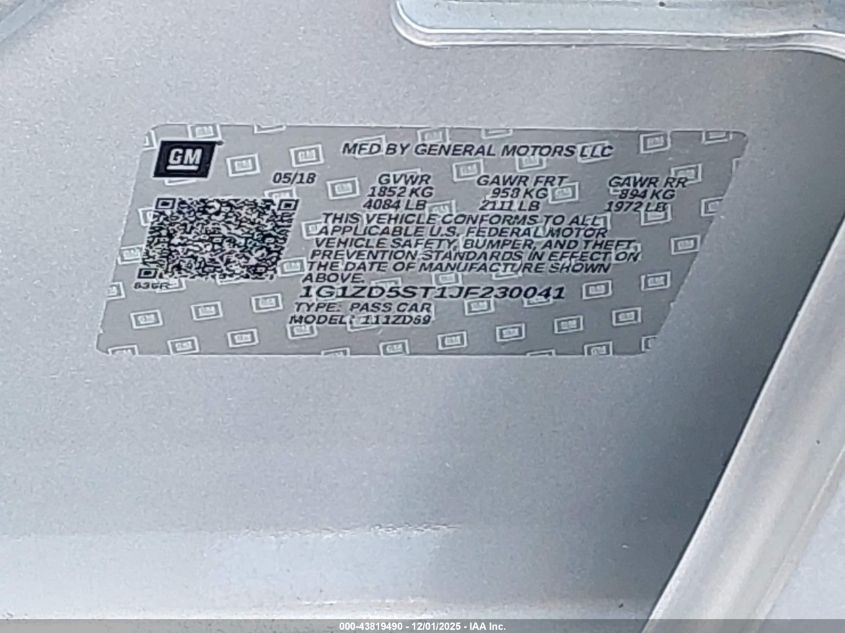 GM
MFD BY GENERAL MOTORS LLC
05/18 GVWR GAWR FRT GAWR RR
1852 KG 958 KG 894 KG
4084 LB 2111 LB 1972 LB
THIS VEHICLE CONFORMS TO ALL
APPLICABLE U.S. FEDERAL MOTOR
VEHICLE SAFETY, BUMPER, AND THEFT
PREVENTION STANDARDS IN EFFECT ON
THE DATE OF MANUFACTURE SHOWN
ABOVE.
1G1ZD5ST1JF230041
TYPE: PASS CAR
MODEL: 111ZD69
000-43819490 - 12/01/2025 - IAA Inc.